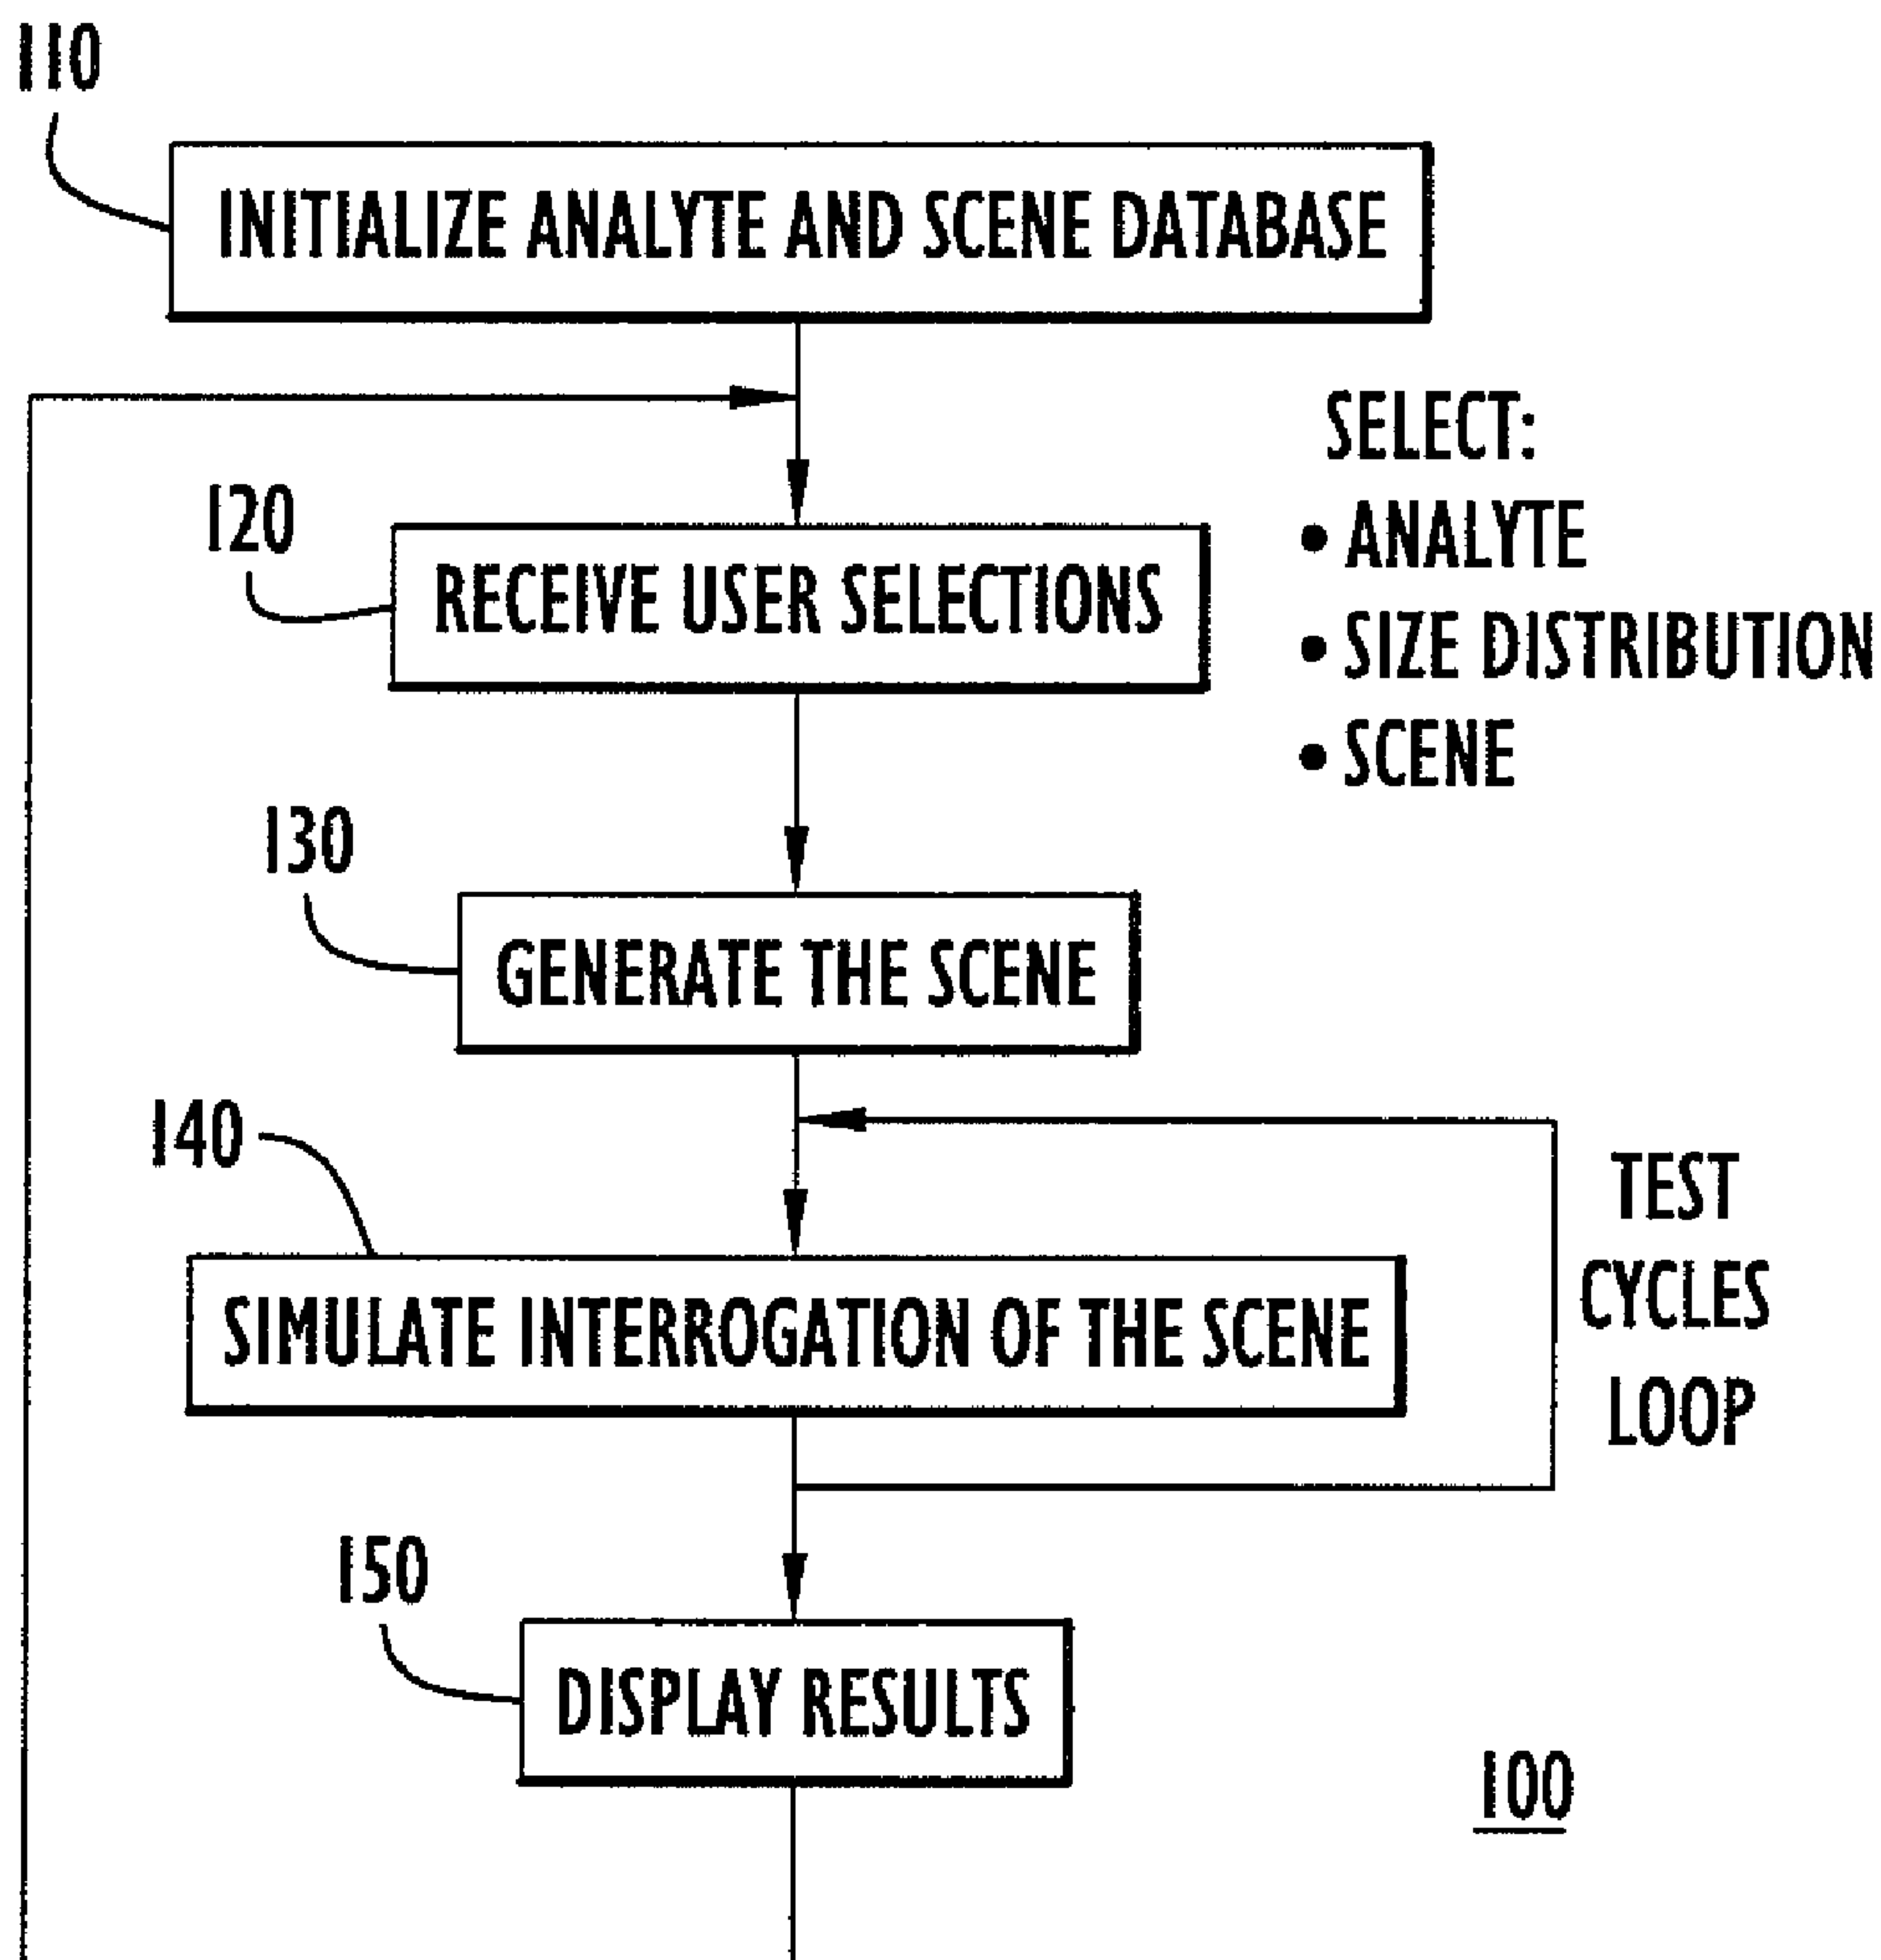 110
INITIALIZE ANALYTE AND SCENE DATABASE
SELECT:
• ANALYTE
• SIZE DISTRIBUTION
• SCENE
120
RECEIVE USER SELECTIONS
130
GENERATE THE SCENE
140
SIMULATE INTERROGATION OF THE SCENE
TEST
CYCLES
LOOP
150
DISPLAY RESULTS
100